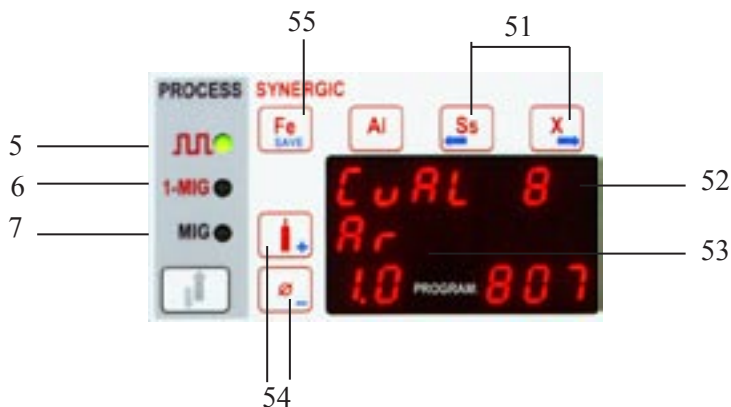 55
51
PROCESS SYNERGIC
Fe
SAVE
Al
Ss
X
5
6
1-MIG
7
MIG
CuAL 8
52
Ar
53
1.0 PROGRAM 807
+
ø
-
54